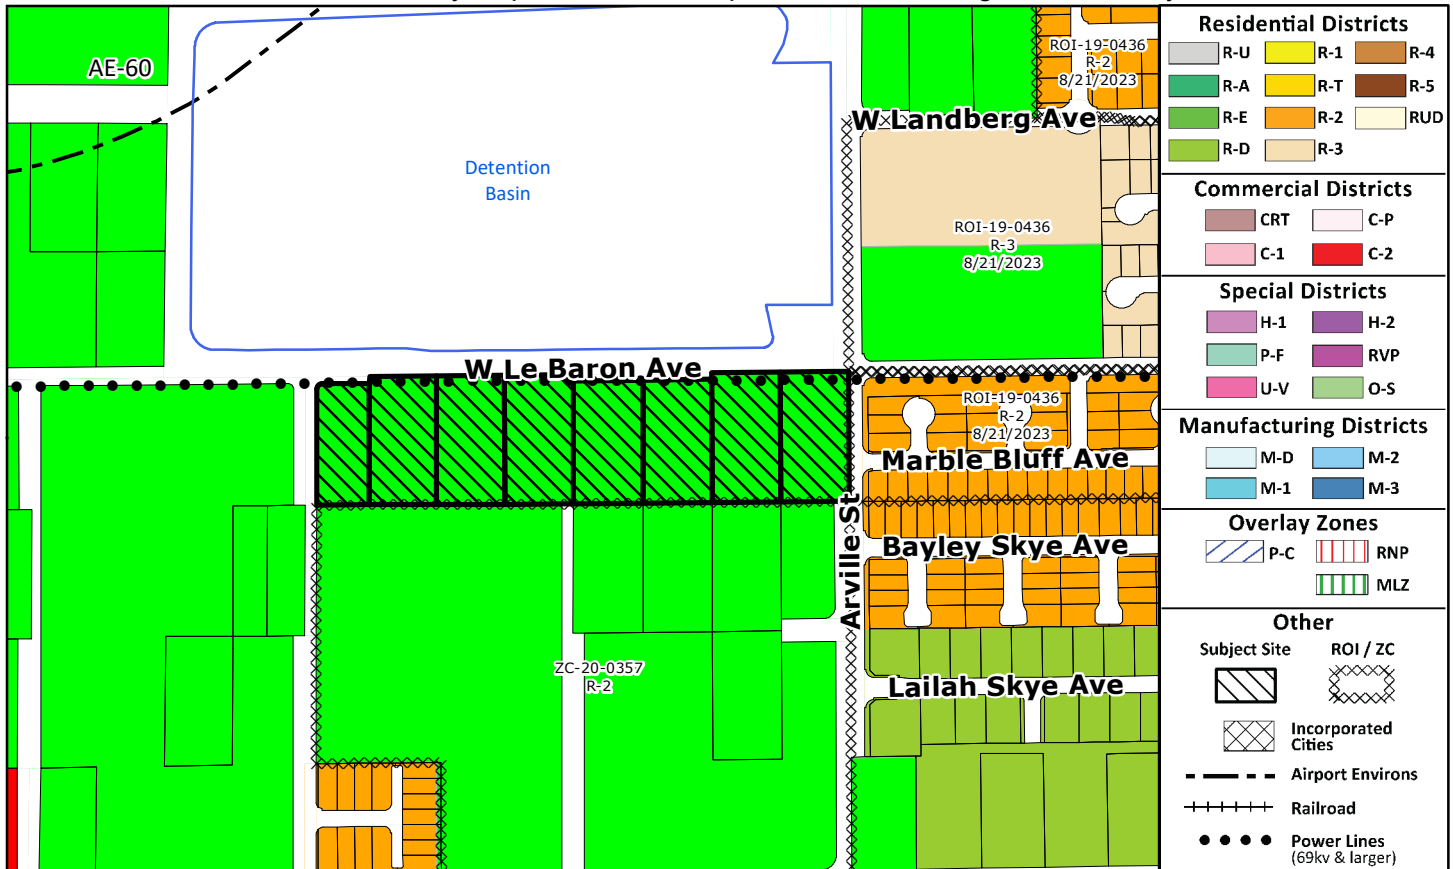 AE-60
Detention
Basin
ROI-19-0436
R-2
8/21/2023
W Landberg Ave
ROI-19-0436
R-3
8/21/2023
W Le Baron Ave
ROI-19-0436
R-2
8/21/2023
Marble Bluff Ave
Arville St
Bayley Skye Ave
ZC-20-0357
R-2
Lailah Skye Ave
Residential Districts
R-U R-1 R-4
R-A R-T R-5
R-E R-2 RUD
R-D R-3
Commercial Districts
CRT C-P
C-1 C-2
Special Districts
H-1 H-2
P-F RVP
U-V O-S
Manufacturing Districts
M-D M-2
M-1 M-3
Overlay Zones
P-C RNP
MLZ
Other
Subject Site ROI / ZC
Incorporated
Cities
Airport Environs
Railroad
Power Lines
(69kv & larger)